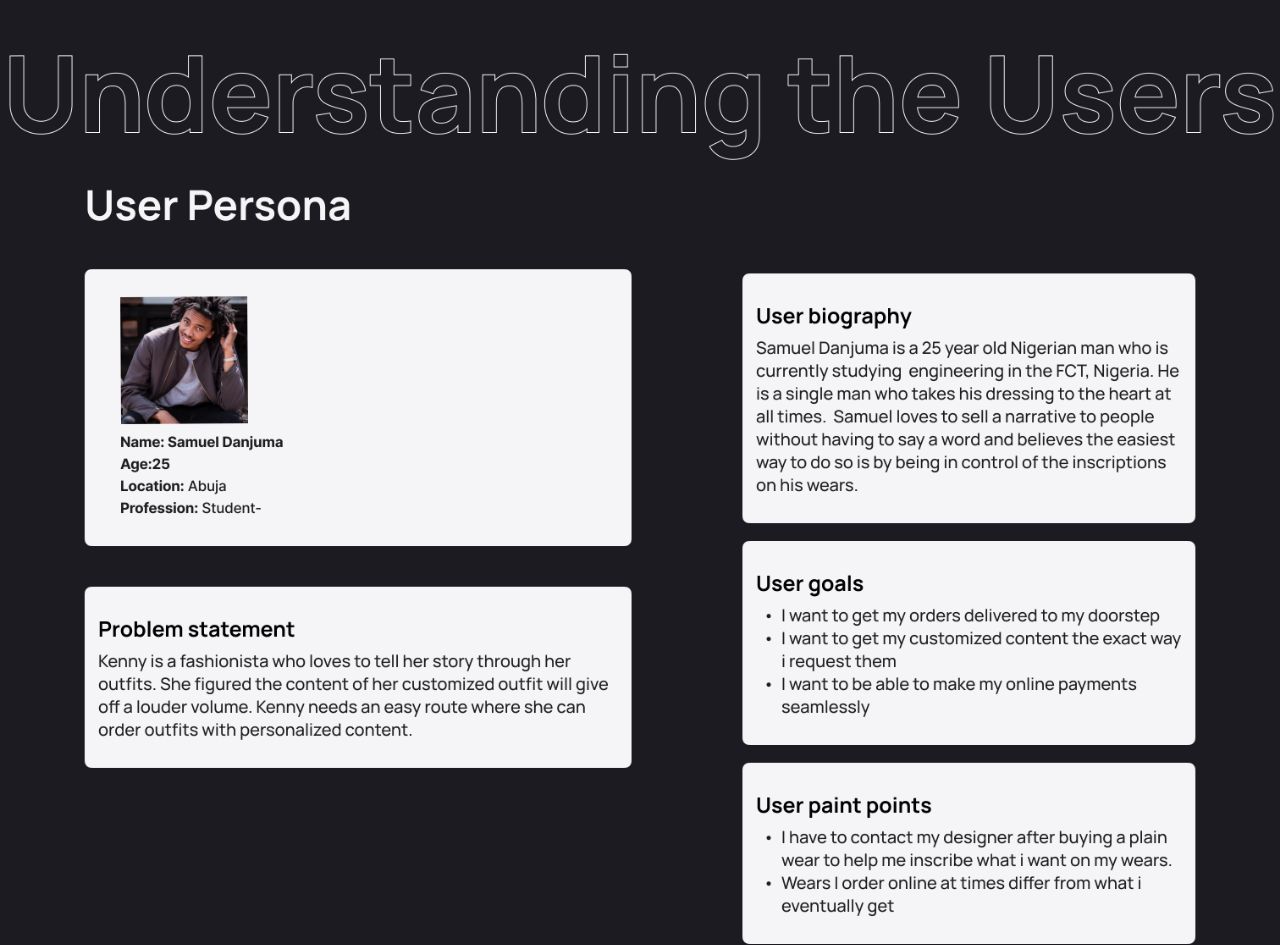 Understanding the Users
User Persona
Name: Samuel Danjuma
Age:25
Location: Abuja
Profession: Student-
Problem statement
Kenny is a fashionista who loves to tell her story through her
outfits. She figured the content of her customized outfit will give
off a louder volume. Kenny needs an easy route where she can
order outfits with personalized content.
User biography
Samuel Danjuma is a 25 year old Nigerian man who is
currently studying  engineering in the FCT, Nigeria. He
is a single man who takes his dressing to the heart at
all times.  Samuel loves to sell a narrative to people
without having to say a word and believes the easiest
way to do so is by being in control of the inscriptions
on his wears.
User goals
• I want to get my orders delivered to my doorstep
• I want to get my customized content the exact way
i request them
• I want to be able to make my online payments
seamlessly
User paint points
• I have to contact my designer after buying a plain
wear to help me inscribe what i want on my wears.
• Wears I order online at times differ from what i
eventually get